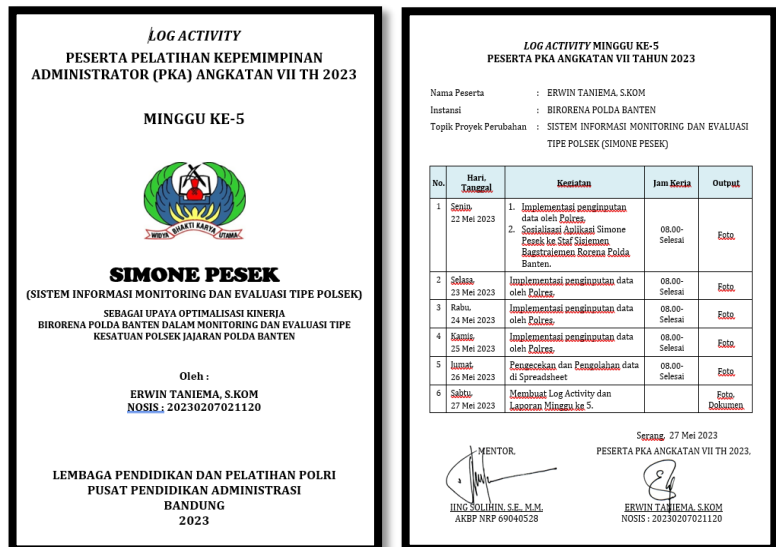 LOG ACTIVITY
PESERTA PELATIHAN KEPEMIMPINAN
ADMINISTRATOR (PKA) ANGKATAN VII TH 2023
MINGGU KE-5
WIDYA BHAKTI KARYA UTAMA
SIMONE PESEK
(SISTEM INFORMASI MONITORING DAN EVALUASI TIPE POLSEK)
SEBAGAI UPAYA OPTIMALISASI KINERJA
BIRORENA POLDA BANTEN DALAM MONITORING DAN EVALUASI TIPE
KESATUAN POLSEK JAJARAN POLDA BANTEN
Oleh :
ERWIN TANIEMA, S.KOM
NOSIS : 20230207021120
LEMBAGA PENDIDIKAN DAN PELATIHAN POLRI
PUSAT PENDIDIKAN ADMINISTRASI
BANDUNG
2023
LOG ACTIVITY MINGGU KE-5
PESERTA PKA ANGKATAN VII TAHUN 2023
Nama Peserta : ERWIN TANIEMA, S.KOM
Instansi : BIRORENA POLDA BANTEN
Topik Proyek Perubahan : SISTEM INFORMASI MONITORING DAN EVALUASI
TIPE POLSEK (SIMONE PESEK)
No. Hari, Tanggal Kegiatan Jam Kerja Output
1 Senin, 1. Implementasi penginputan
22 Mei 2023 data oleh Polres.
2. Sosialisasi Aplikasi Simone 08.00- Foto
Pesek ke Staf Sisjemen Selesai
Bagstrajemen Rorena Polda
Banten.
2 Selasa, Implementasi penginputan data 08.00- Foto
23 Mei 2023 oleh Polres. Selesai
3 Rabu, Implementasi penginputan data 08.00- Foto
24 Mei 2023 oleh Polres. Selesai
4 Kamis, Implementasi penginputan data 08.00- Foto
25 Mei 2023 oleh Polres. Selesai
5 Jumat, Pengecekan dan Pengolahan data 08.00- Foto
26 Mei 2023 di Spreadsheet Selesai
6 Sabtu, Membuat Log Activity dan Foto,
27 Mei 2023 Laporan Minggu ke 5. Dokumen
Serang, 27 Mei 2023
MENTOR, PESERTA PKA ANGKATAN VII TH 2023,
IING SOLIHIN, S.E., M.M. ERWIN TANIEMA, S.KOM
AKBP NRP 69040528 NOSIS : 20230207021120